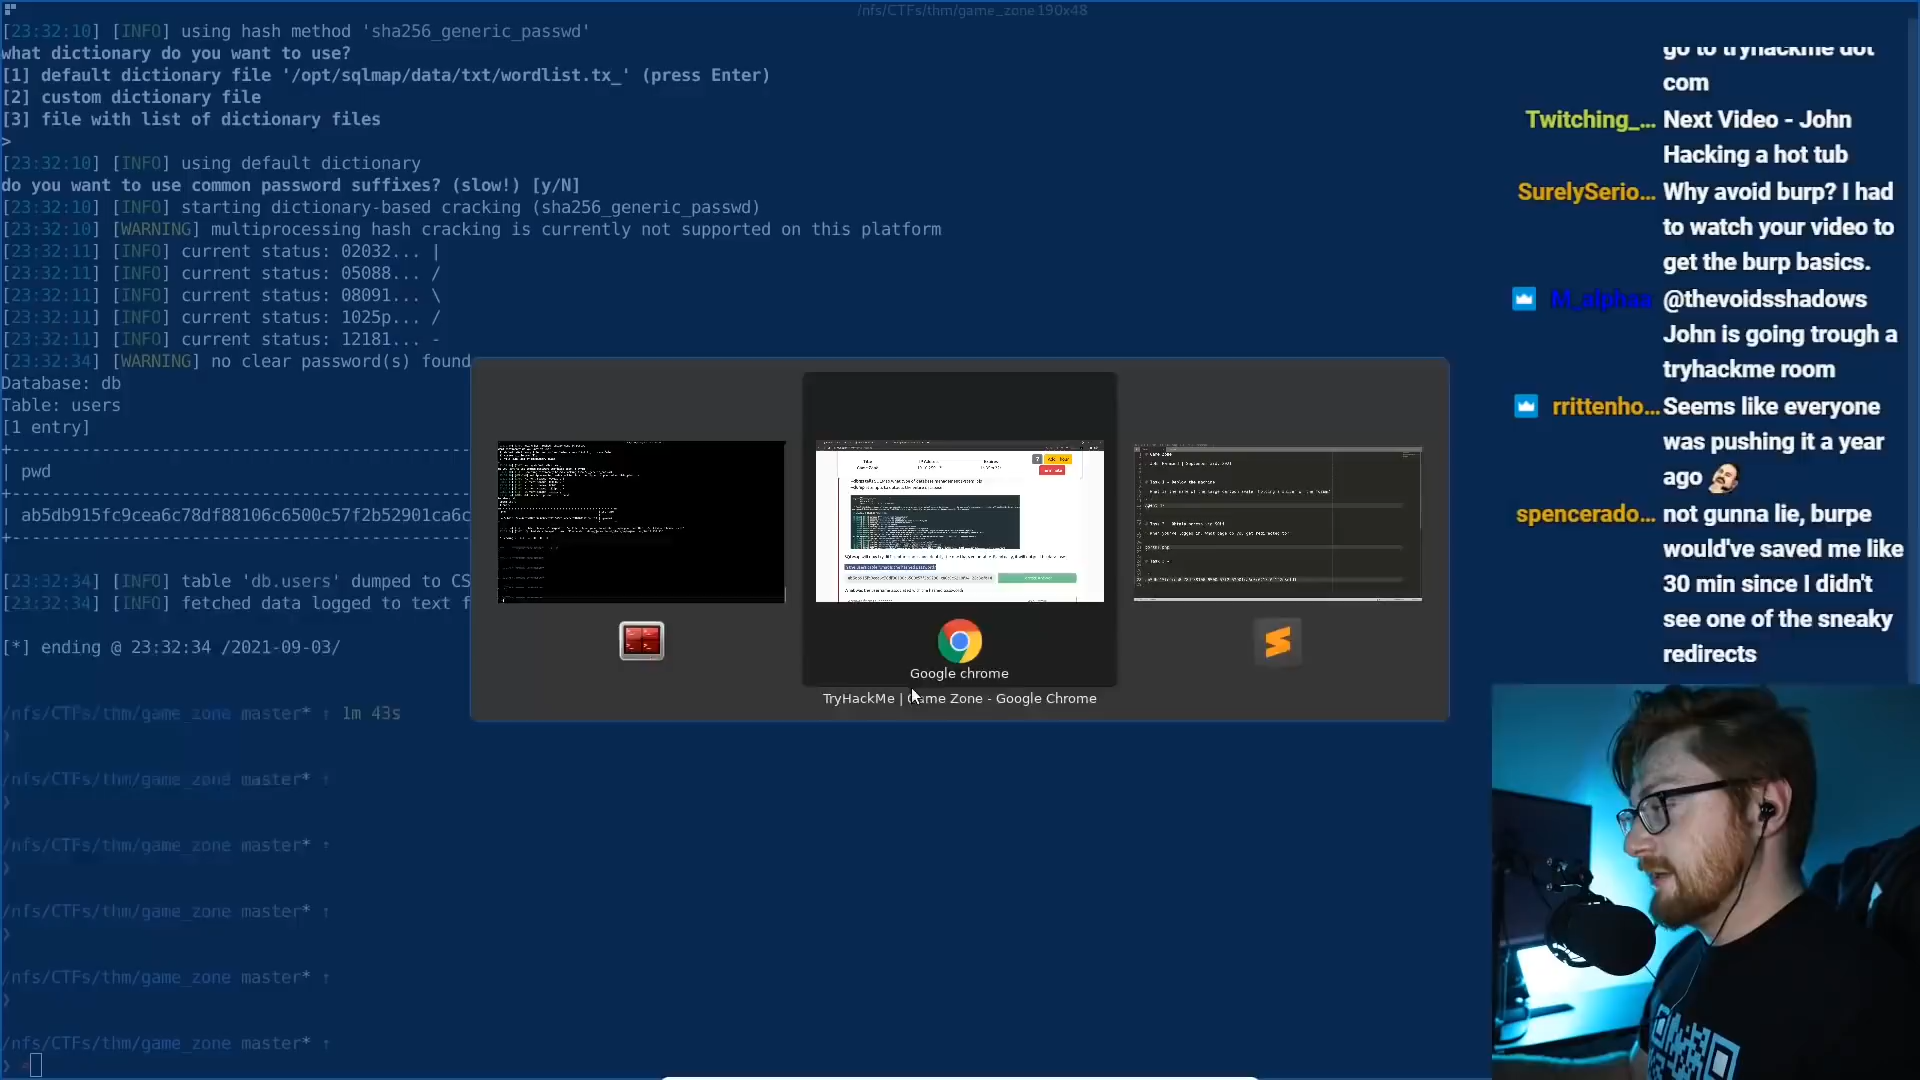 /nfs/CTFs/thm/game_zone190x48
[23:32:10] [INFO] using hash method 'sha256_generic_passwd'
what dictionary do you want to use?
[1] default dictionary file '/opt/sqlmap/data/txt/wordlist.tx_' (press Enter)
[2] custom dictionary file
[3] file with list of dictionary files
>
[23:32:10] [INFO] using default dictionary
do you want to use common password suffixes? (slow!) [y/N]
[23:32:10] [INFO] starting dictionary-based cracking (sha256_generic_passwd)
[23:32:10] [WARNING] multiprocessing hash cracking is currently not supported on this platform
[23:32:11] [INFO] current status: 02032... |
[23:32:11] [INFO] current status: 05088... /
[23:32:11] [INFO] current status: 08091... \
[23:32:11] [INFO] current status: 1025p... /
[23:32:11] [INFO] current status: 12181... -
[23:32:34] [WARNING] no clear password(s) found
Database: db
Table: users
[1 entry]
| pwd
| ab5db915fc9cea6c78df88106c6500c57f2b52901ca6c
[23:32:34] [INFO] table 'db.users' dumped to CS
[23:32:34] [INFO] fetched data logged to text f
[*] ending @ 23:32:34 /2021-09-03/
/nfs/CTFs/thm/game_zone master* ↑ 1m 43s
❯
/nfs/CTFs/thm/game_zone master* ↑
❯
/nfs/CTFs/thm/game_zone master* ↑
❯
/nfs/CTFs/thm/game_zone master* ↑
❯
/nfs/CTFs/thm/game_zone master* ↑
❯
/nfs/CTFs/thm/game_zone master* ↑
❯
Google chrome
TryHackMe | Game Zone - Google Chrome
go to tryhackme dot
com
Twitching_... Next Video - John
Hacking a hot tub
SurelySerio... Why avoid burp? I had
to watch your video to
get the burp basics.
M_alphaa @thevoidsshadows
John is going trough a
tryhackme room
rrittenho... Seems like everyone
was pushing it a year
ago
spencerado... not gunna lie, burpe
would've saved me like
30 min since I didn't
see one of the sneaky
redirects